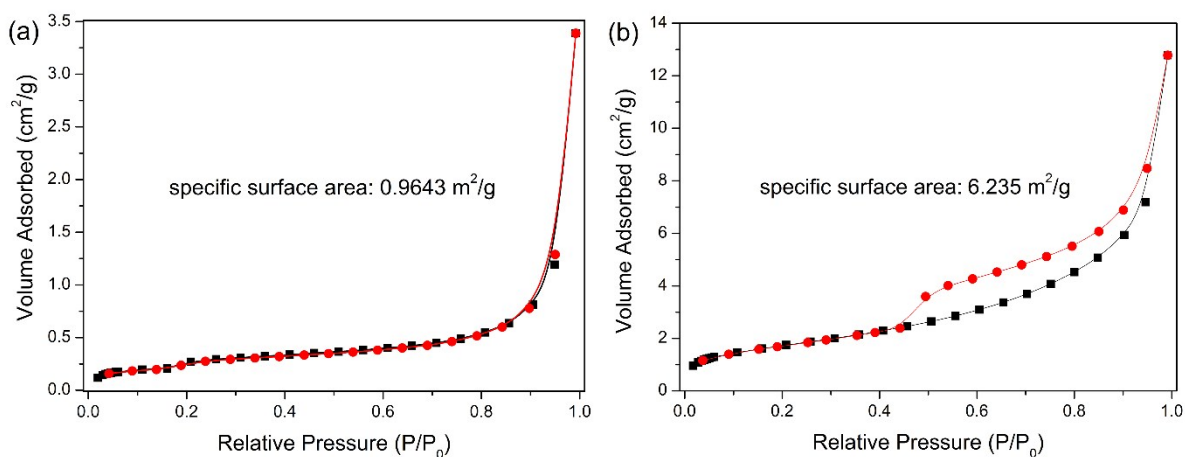 (a)
3.5
3.0
2.5
2.0
1.5
1.0
0.5
0.0
Volume Adsorbed (cm²/g)
specific surface area: 0.9643 m²/g
0.0 0.2 0.4 0.6 0.8 1.0
Relative Pressure (P/P₀)
(b)
14
12
10
8
6
4
2
0
Volume Adsorbed (cm²/g)
specific surface area: 6.235 m²/g
0.0 0.2 0.4 0.6 0.8 1.0
Relative Pressure (P/P₀)